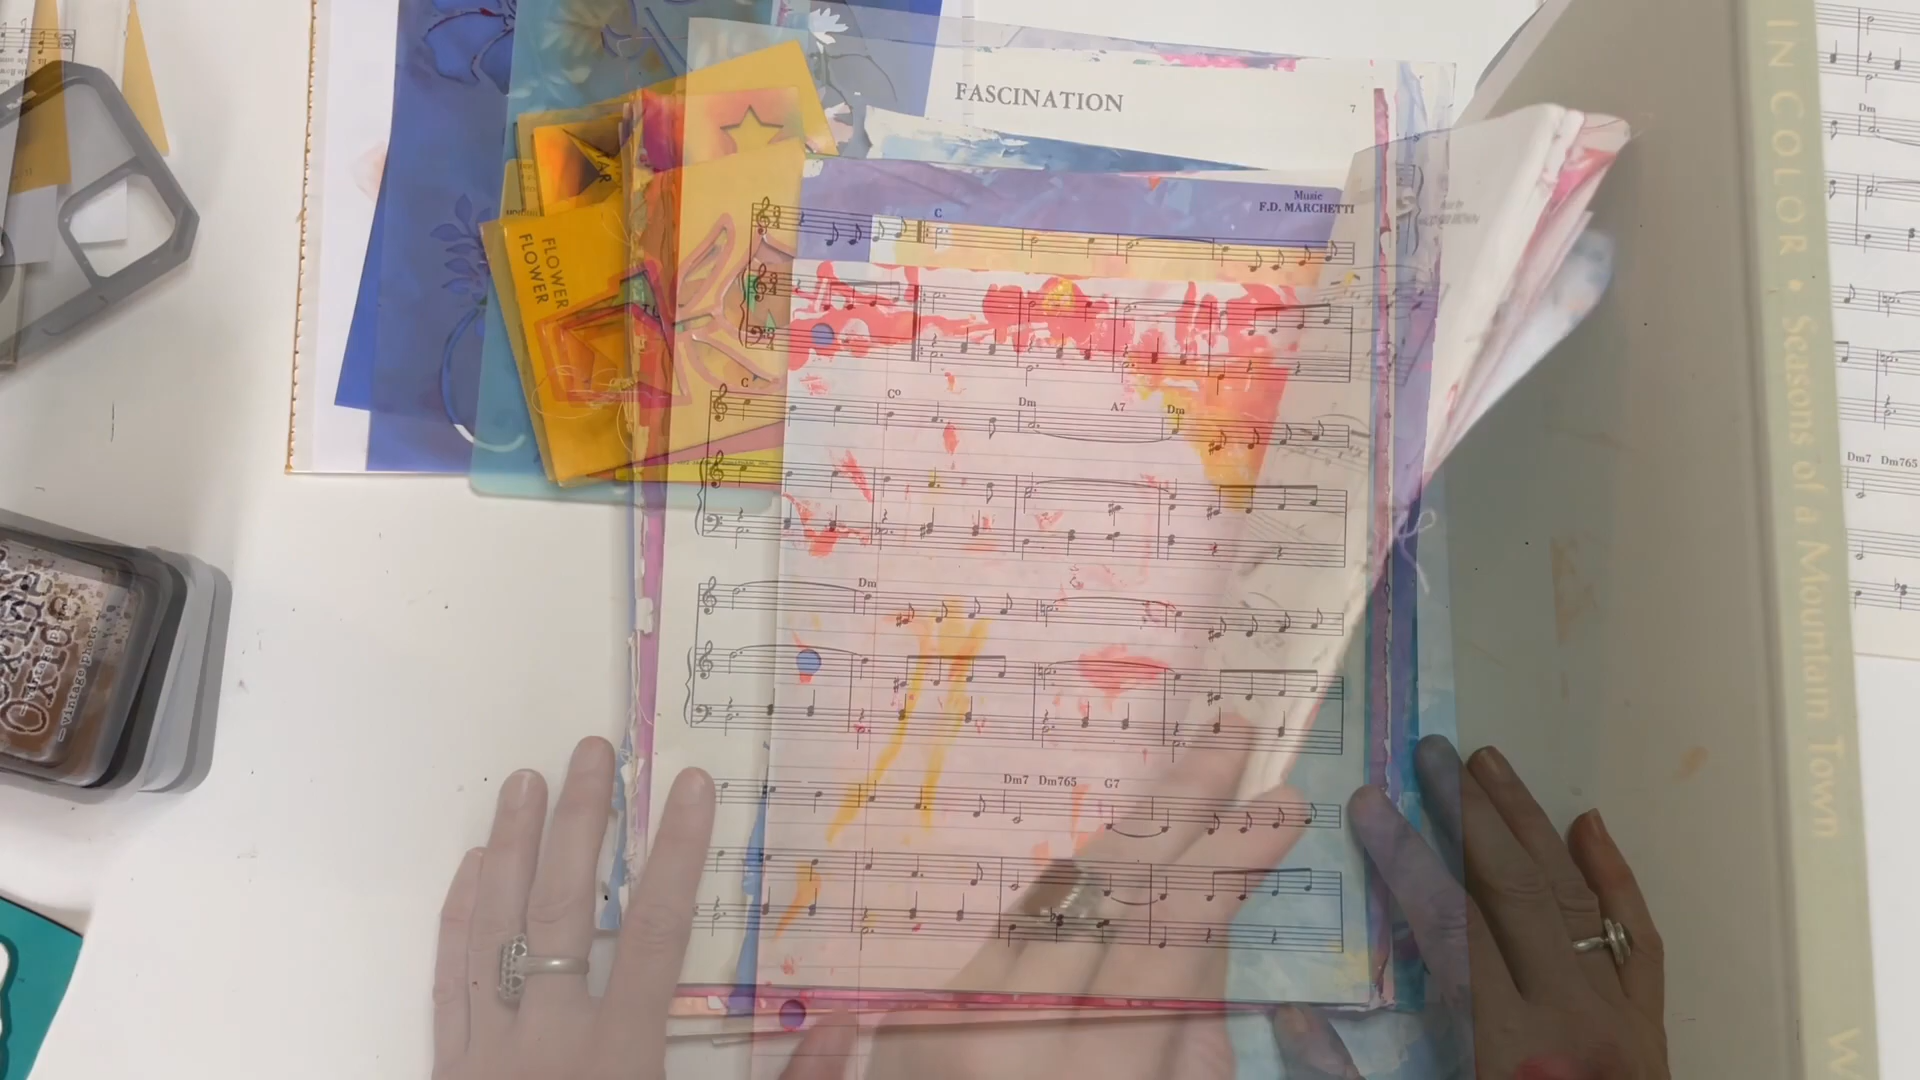 FASCINATION
7
Music
F.D. MARCHETTI
C
C C° Dm A7 Dm
Dm
Dm7 Dm765 G7
FLOWER
FLOWER
IN COLOR • Seasons of a Mountain Town
Dm
Dm7 Dm765
Oxide
- vintage photo